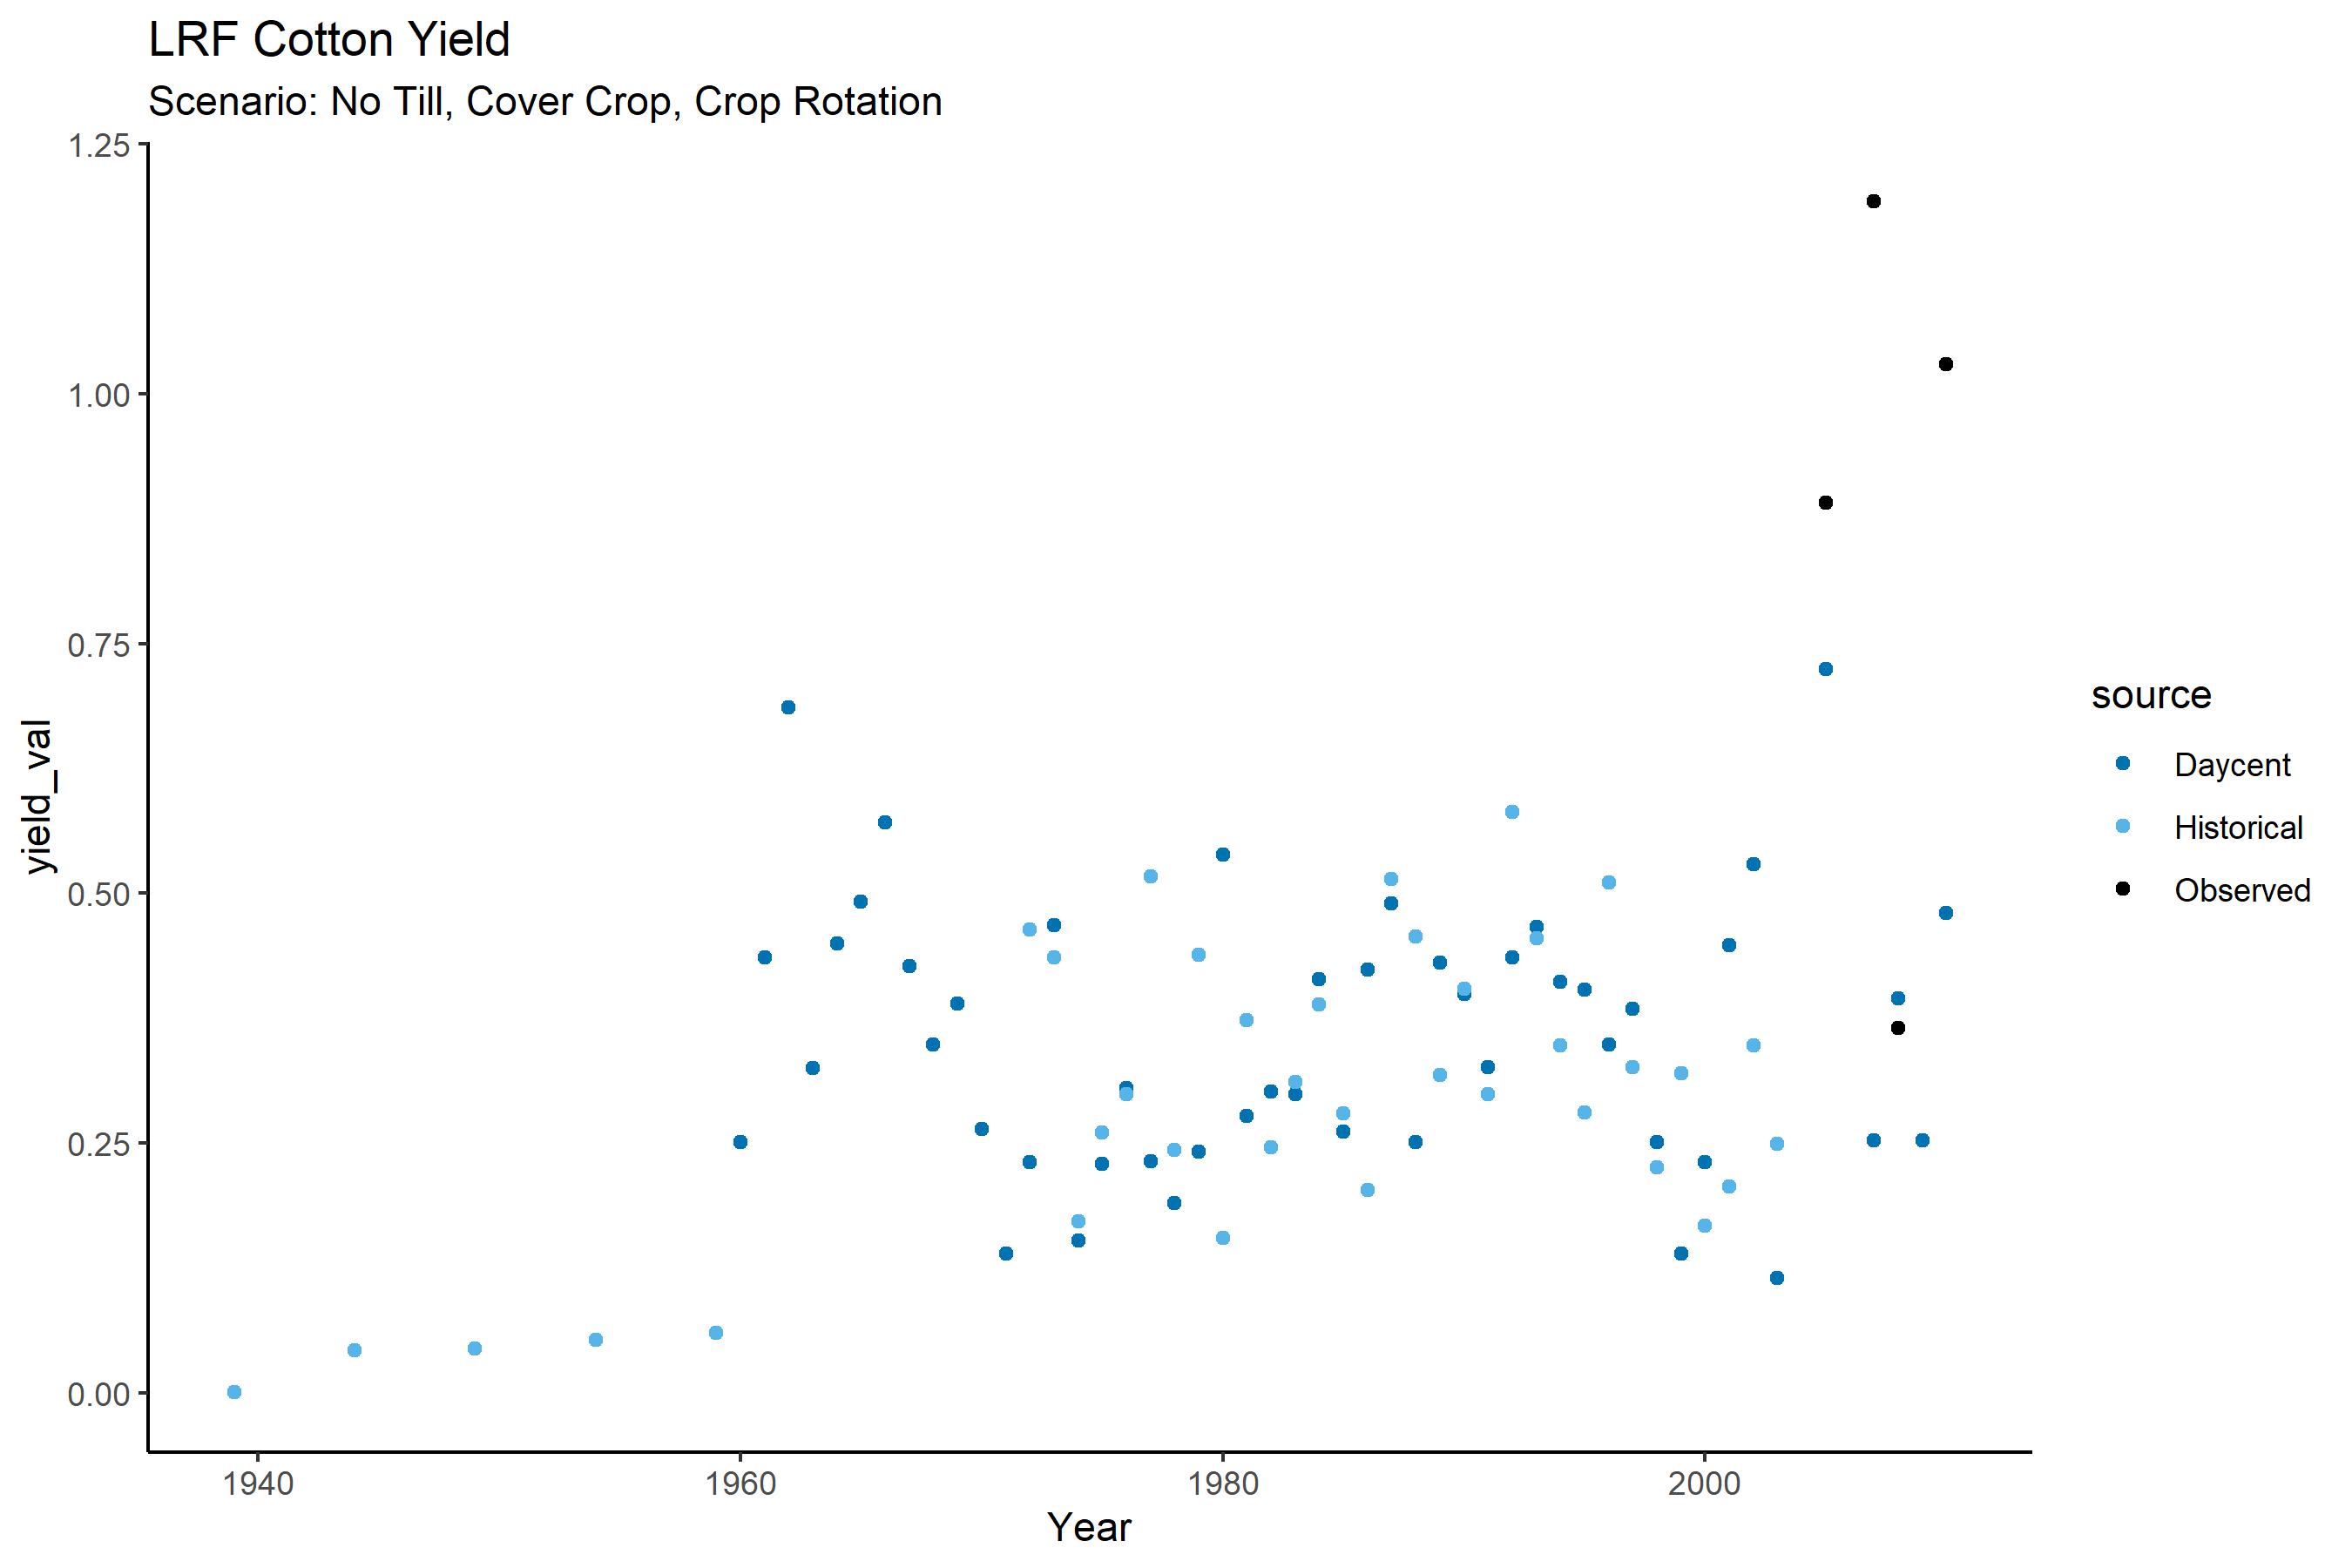 LRF Cotton Yield
Scenario: No Till, Cover Crop, Crop Rotation
1.25
1.00
0.75
0.50
0.25
0.00
yield_val
1940 1960 1980 2000
Year
source
Daycent
Historical
Observed